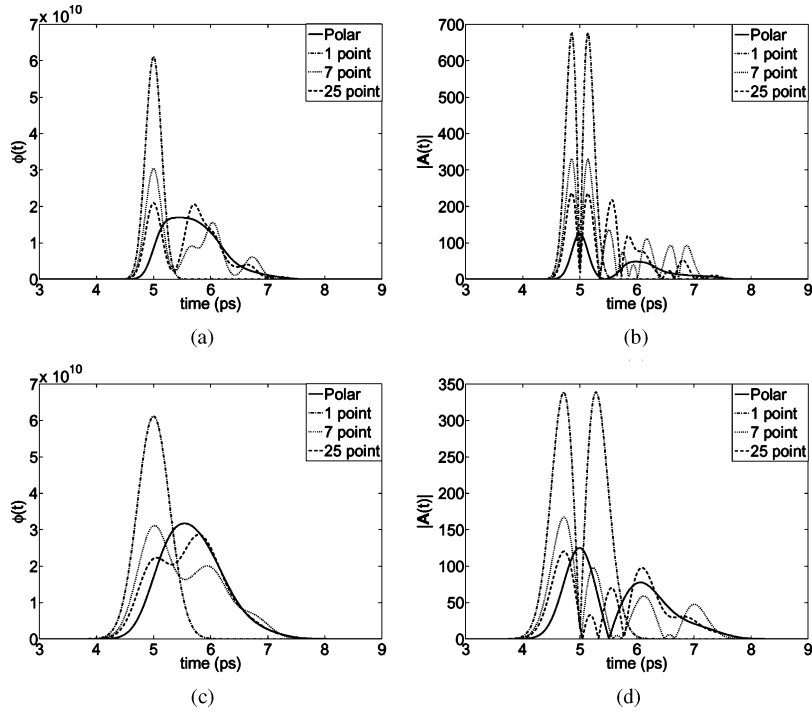 7 x 10^10
6
5
4
3
2
1
0
3 4 5 6 7 8 9
ϕ(t)
time (ps)
Polar
1 point
7 point
25 point
(a)
700
600
500
400
300
200
100
0
3 4 5 6 7 8 9
|A(t)|
time (ps)
Polar
1 point
7 point
25 point
(b)
7 x 10^10
6
5
4
3
2
1
0
3 4 5 6 7 8 9
ϕ(t)
time (ps)
Polar
1 point
7 point
25 point
(c)
350
300
250
200
150
100
50
0
3 4 5 6 7 8 9
|A(t)|
time (ps)
Polar
1 point
7 point
25 point
(d)